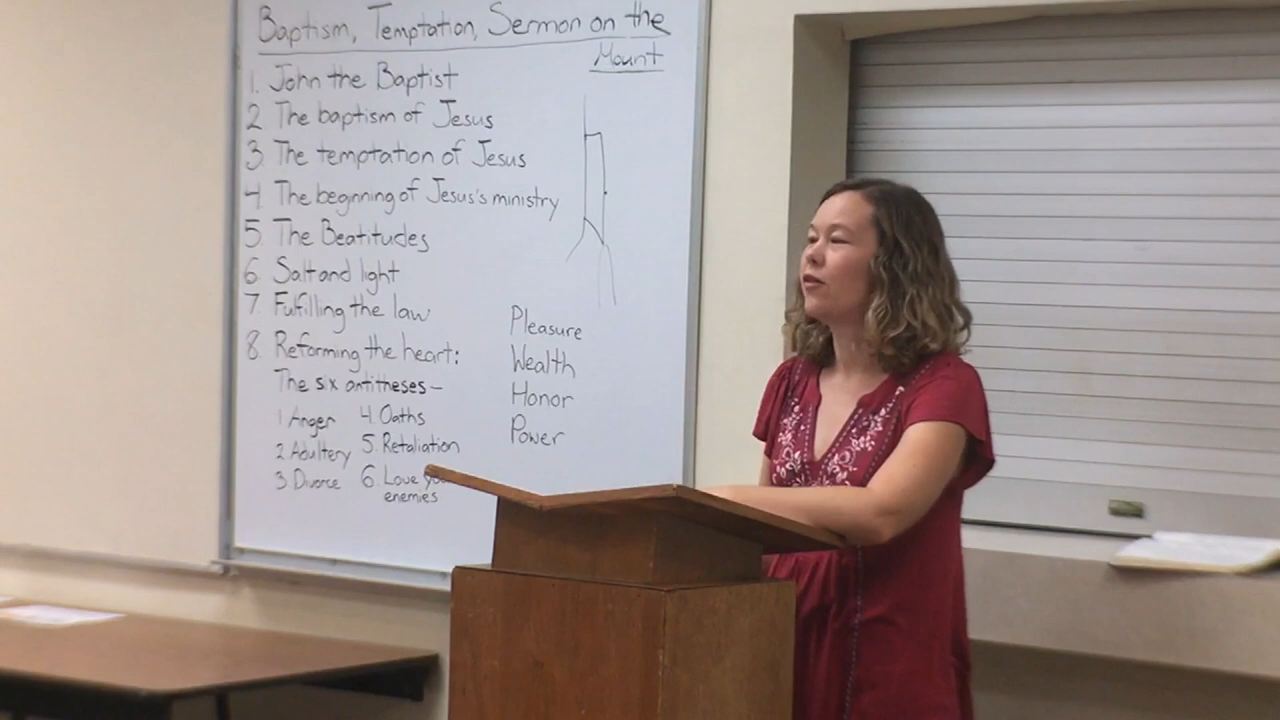 Baptism, Temptation, Sermon on the
Mount
1. John the Baptist
2 The baptism of Jesus
3 The temptation of Jesus
4 The beginning of Jesus's ministry
5. The Beatitudes
6. Salt and light
7. Fulfilling the law
8. Reforming the heart:
The six antitheses –
1 Anger 4. Oaths
2 Adultery 5. Retaliation
3. Divorce 6. Love
enemies
Pleasure
Wealth
Honor
Power